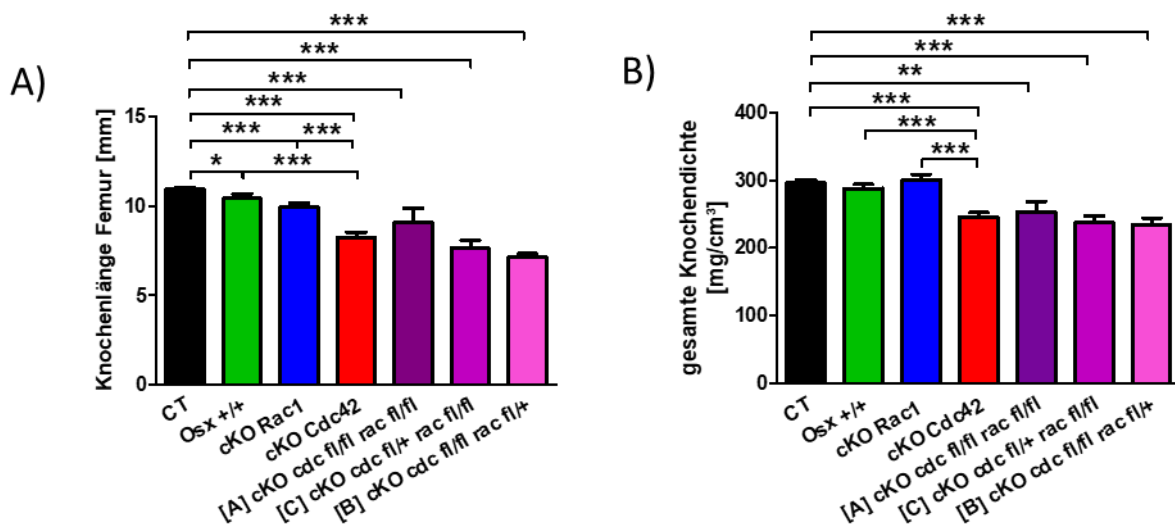 A)
***
***
***
***
*** ***
* ***
Knochenlänge Femur [mm]
15
10
5
0
CT
Osx +/+
cKO Rac1
cKO Cdc42
[A] cKO cdc fl/fl rac fl/fl
[C] cKO cdc fl/+ rac fl/fl
[B] cKO cdc fl/fl rac fl/+
B)
***
***
**
***
***
***
gesamte Knochendichte
[mg/cm³]
400
300
200
100
0
CT
Osx +/+
cKO Rac1
cKO Cdc42
[A] cKO cdc fl/fl rac fl/fl
[C] cKO cdc fl/+ rac fl/fl
[B] cKO cdc fl/fl rac fl/+